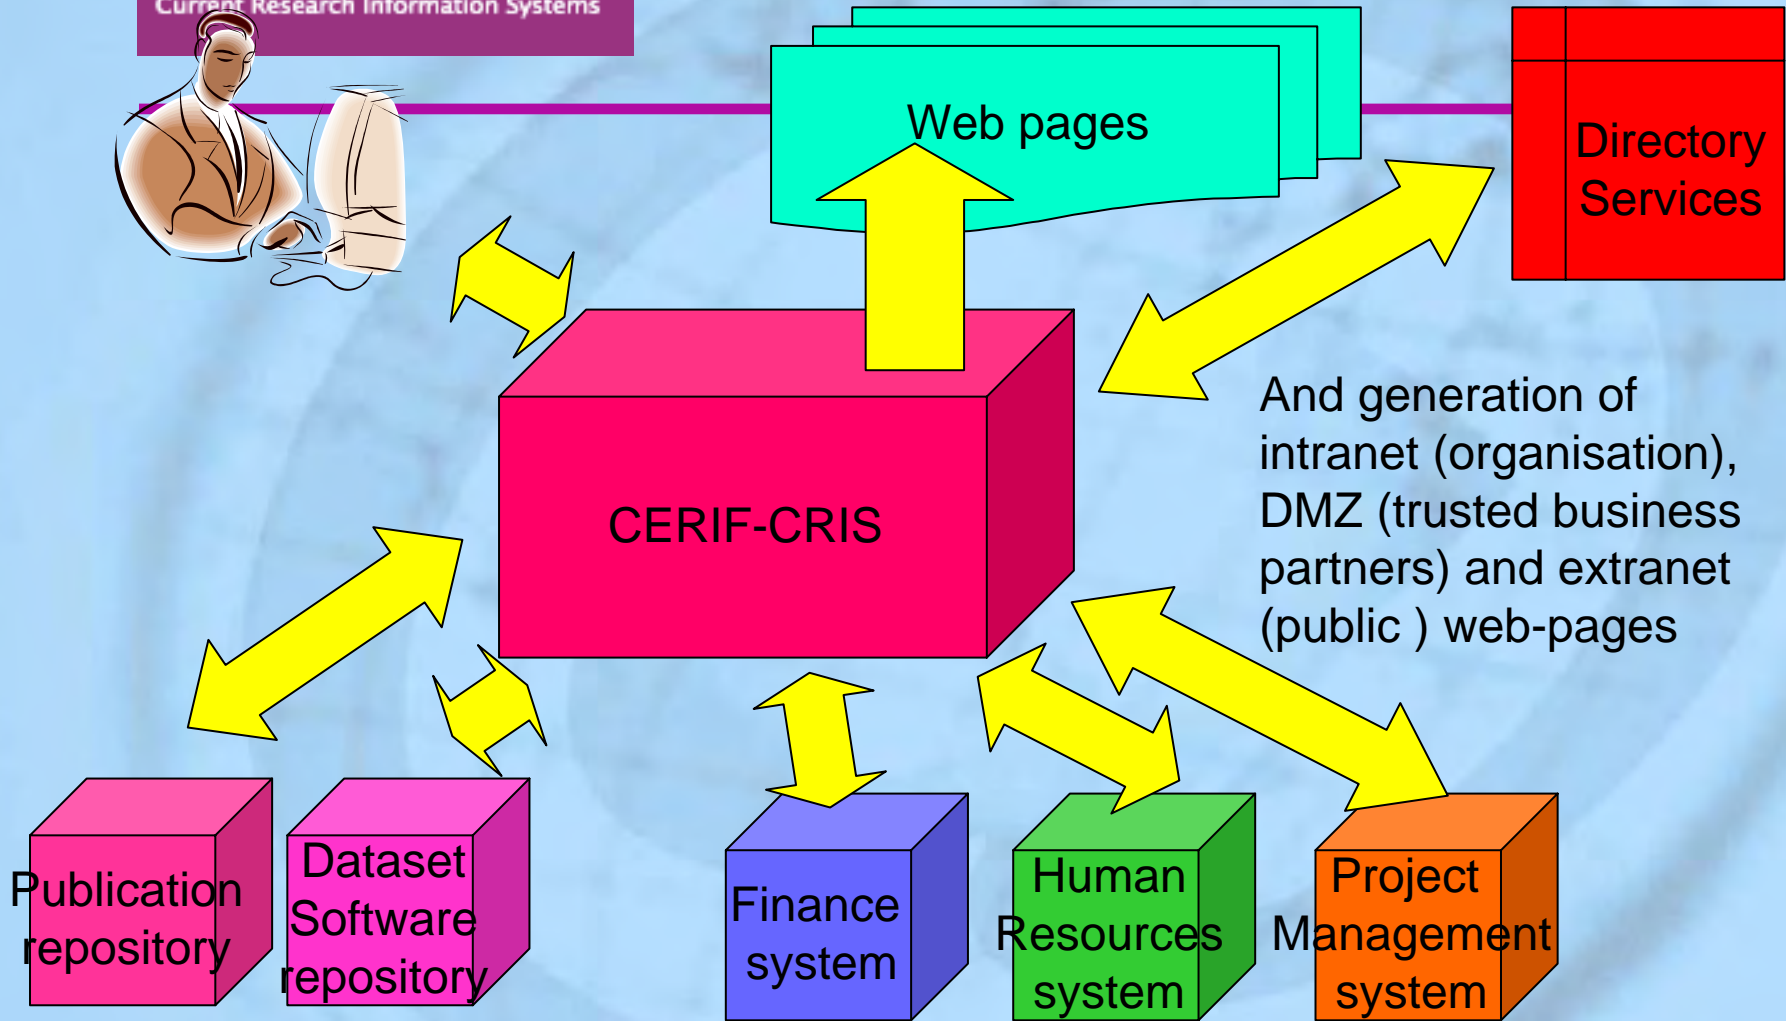 Current Research Information Systems
Web pages
Directory
Services
And generation of
intranet (organisation),
DMZ (trusted business
partners) and extranet
(public ) web-pages
CERIF-CRIS
Publication
repository
Dataset
Software
repository
Finance
system
Human
Resources
system
Project
Management
system